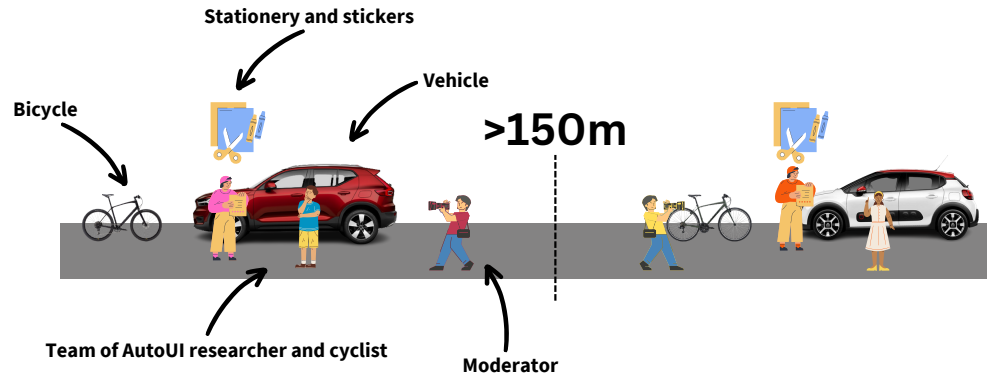 Stationery and stickers
Vehicle
Bicycle
>150m
Team of AutoUI researcher and cyclist
Moderator